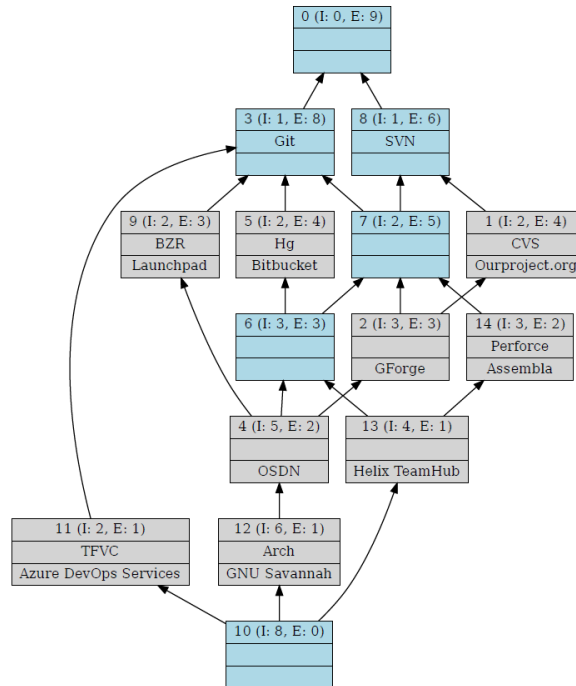 0 (I: 0, E: 9)
3 (I: 1, E: 8)
Git
8 (I: 1, E: 6)
SVN
9 (I: 2, E: 3)
BZR
Launchpad
5 (I: 2, E: 4)
Hg
Bitbucket
7 (I: 2, E: 5)
1 (I: 2, E: 4)
CVS
Ourproject.org
6 (I: 3, E: 3)
2 (I: 3, E: 3)
GForge
14 (I: 3, E: 2)
Perforce
Assembla
4 (I: 5, E: 2)
OSDN
13 (I: 4, E: 1)
Helix TeamHub
11 (I: 2, E: 1)
TFVC
Azure DevOps Services
12 (I: 6, E: 1)
Arch
GNU Savannah
10 (I: 8, E: 0)